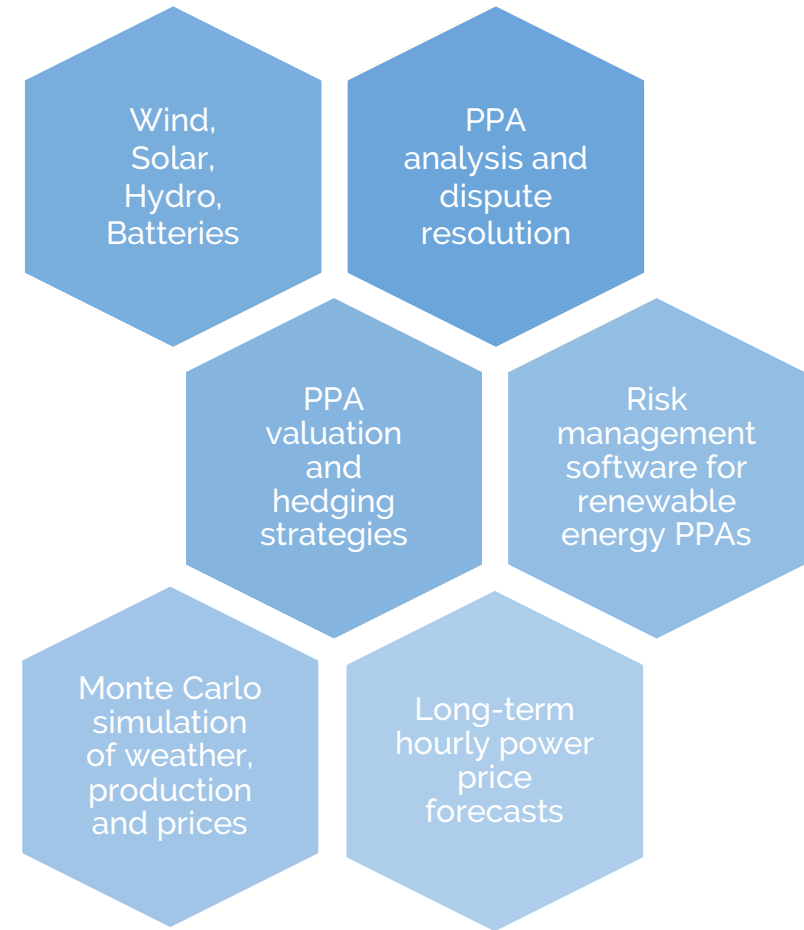 Wind,
Solar,
Hydro,
Batteries
PPA
analysis and
dispute
resolution
PPA
valuation
and
hedging
strategies
Risk
management
software for
renewable
energy PPAs
Monte Carlo
simulation
of weather,
production
and prices
Long-term
hourly power
price
forecasts